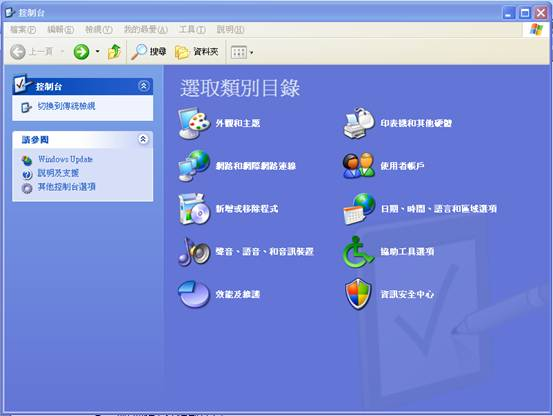 控制台
檔案(F) 編輯(E) 檢視(V) 我的最愛(A) 工具(T) 說明(H)
上一頁 搜尋 資料夾
控制台
切換到傳統檢視
請參閱
Windows Update
說明及支援
其他控制台選項
選取類別目錄
外觀和主題 印表機和其他硬體
網路和網際網路連線 使用者帳戶
新增或移除程式 日期、時間、語言和區域選項
聲音、語音、和音訊裝置 協助工具選項
效能及維護 資訊安全中心